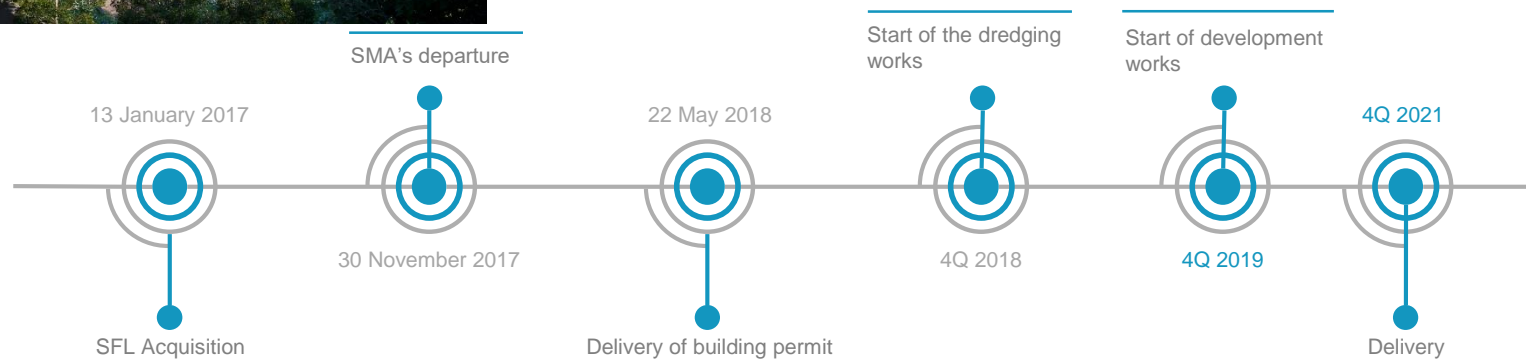 13 January 2017
SFL Acquisition
SMA's departure
30 November 2017
22 May 2018
Delivery of building permit
Start of the dredging
works
4Q 2018
Start of development
works
4Q 2019
4Q 2021
Delivery